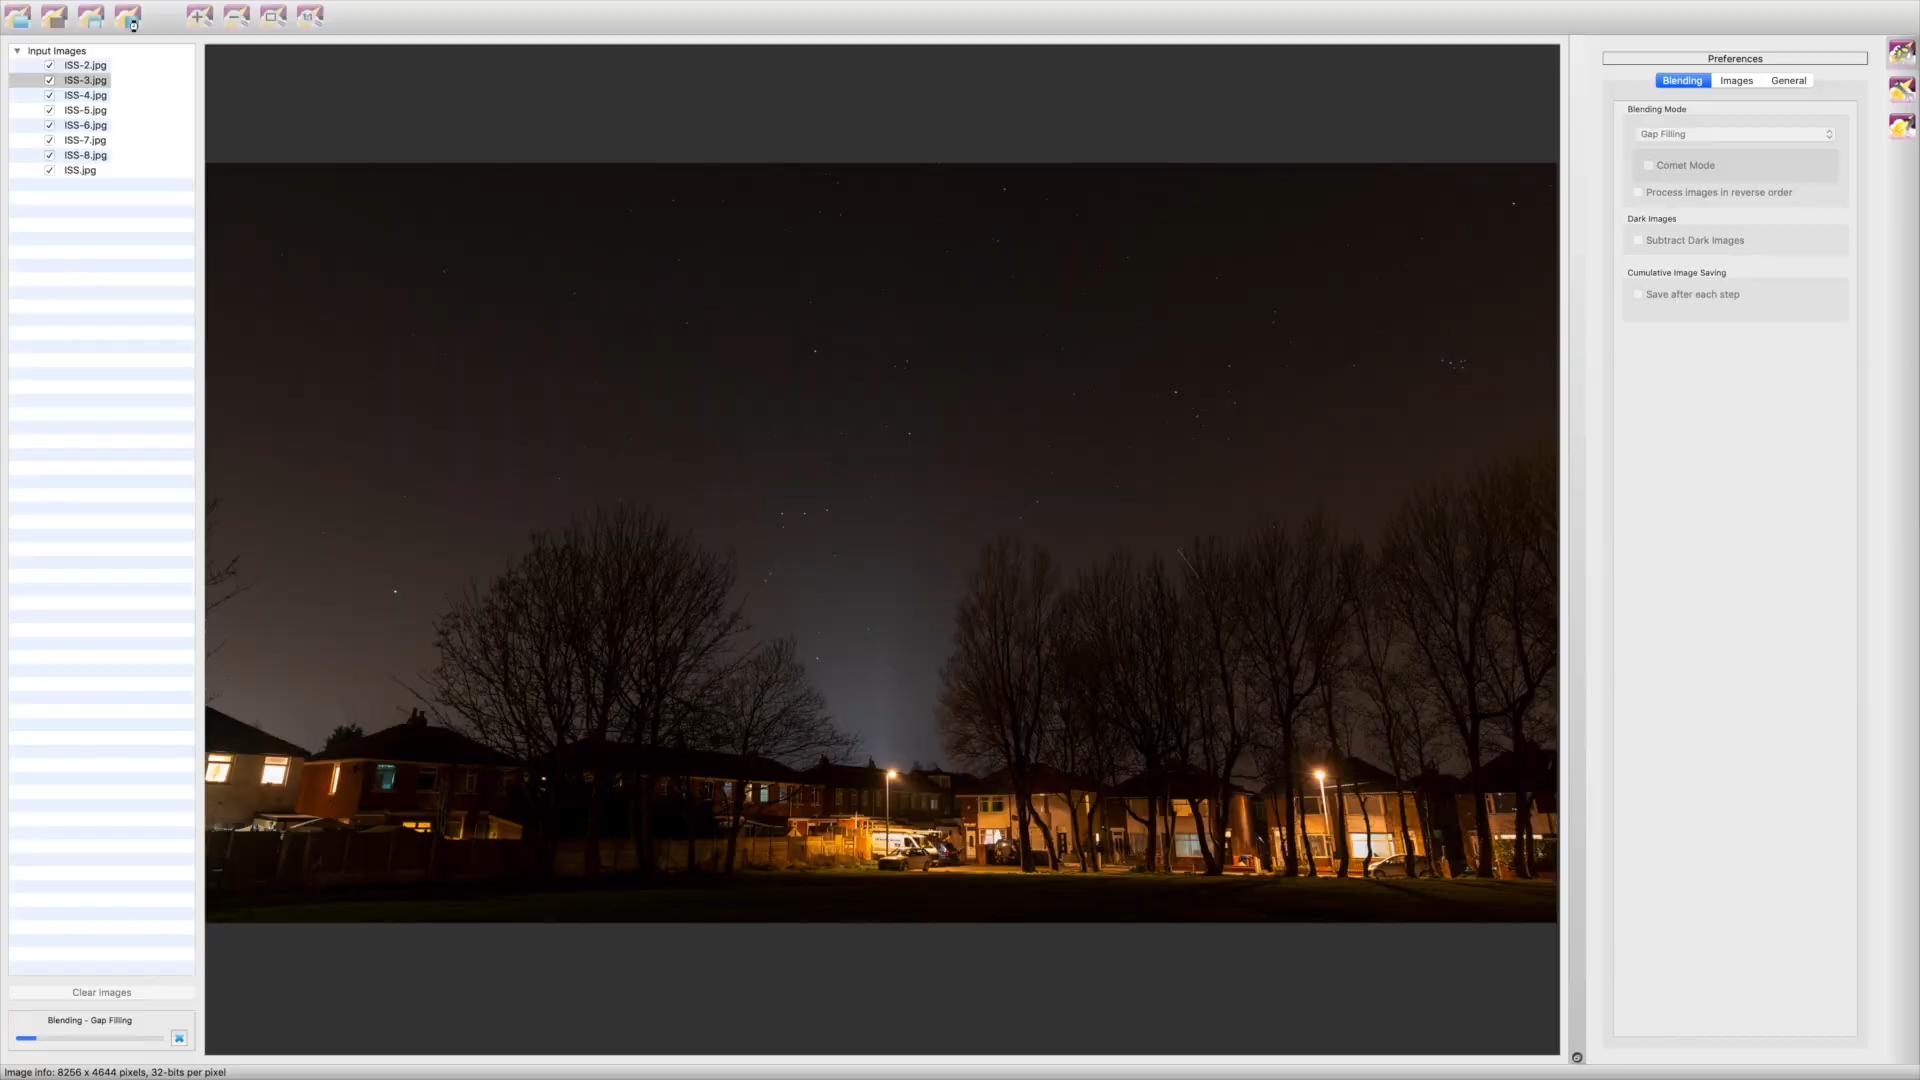 Input Images
ISS-2.jpg
ISS-3.jpg
ISS-4.jpg
ISS-5.jpg
ISS-6.jpg
ISS-7.jpg
ISS-8.jpg
ISS.jpg
Clear images
Blending - Gap Filling
Image info: 8256 x 4644 pixels, 32-bits per pixel
Preferences
Blending Images General
Blending Mode
Gap Filling
Comet Mode
Process images in reverse order
Dark Images
Subtract Dark Images
Cumulative Image Saving
Save after each step